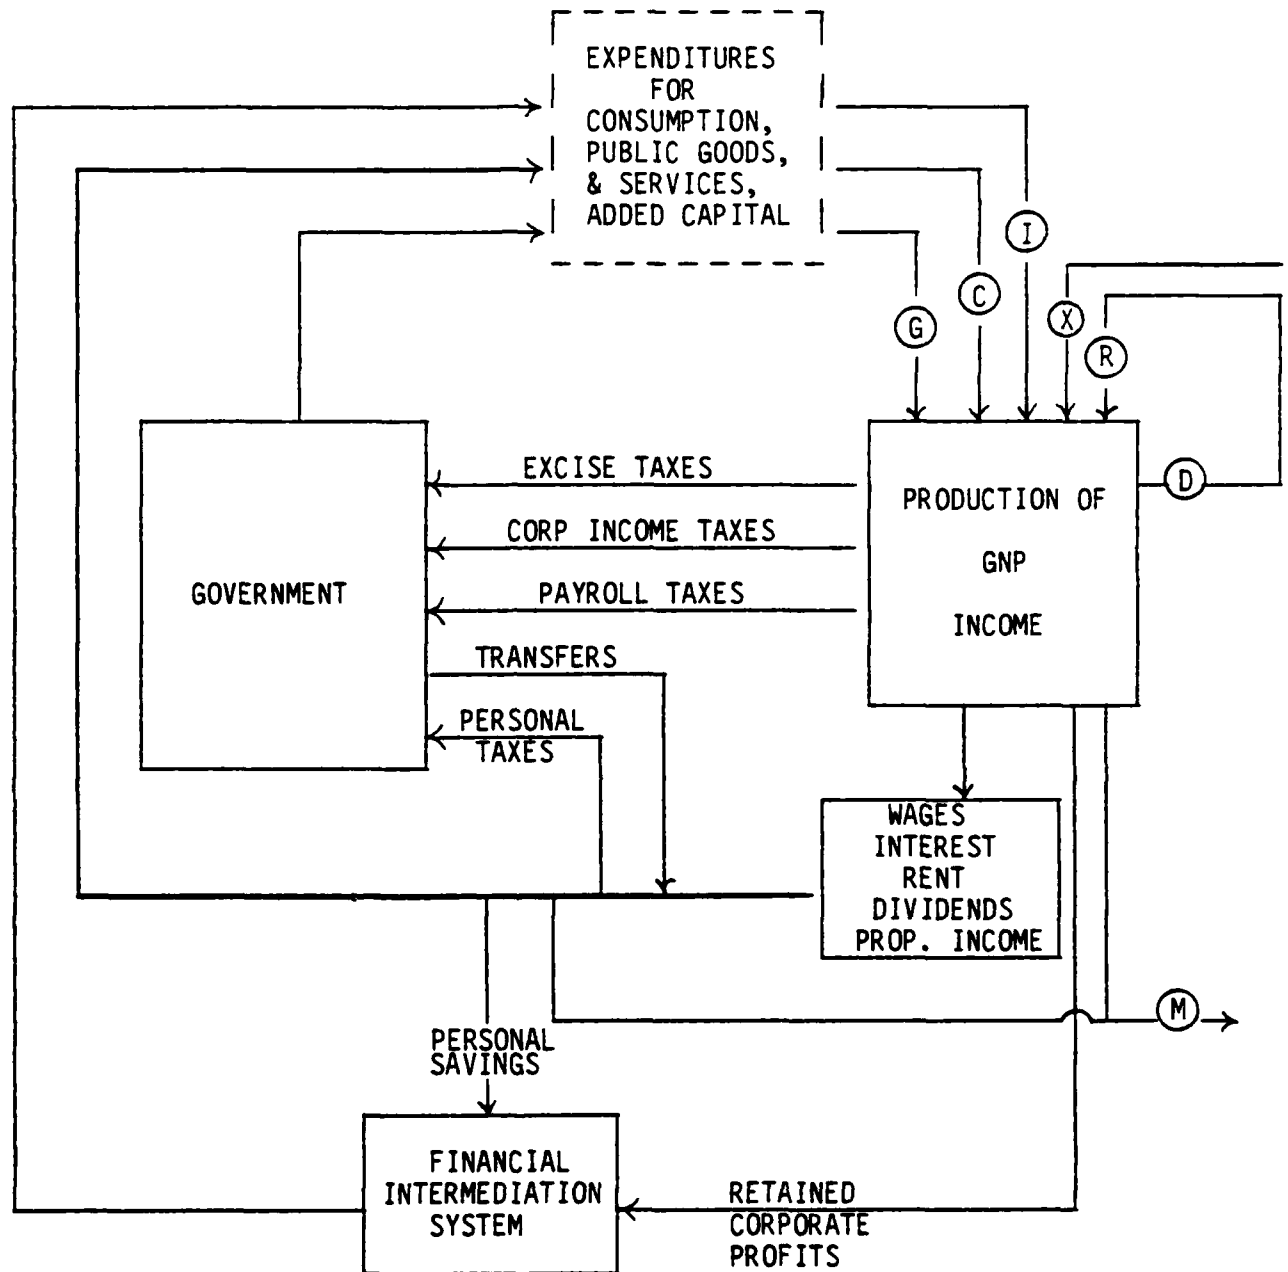 EXPENDITURES
FOR
CONSUMPTION,
PUBLIC GOODS,
& SERVICES,
ADDED CAPITAL
I
C
X
G
R
EXCISE TAXES
D
CORP INCOME TAXES
PAYROLL TAXES
TRANSFERS
PERSONAL
TAXES
GOVERNMENT
PRODUCTION OF
GNP
INCOME
WAGES
INTEREST
RENT
DIVIDENDS
PROP. INCOME
M
PERSONAL
SAVINGS
FINANCIAL
INTERMEDIATION
SYSTEM
RETAINED
CORPORATE
PROFITS